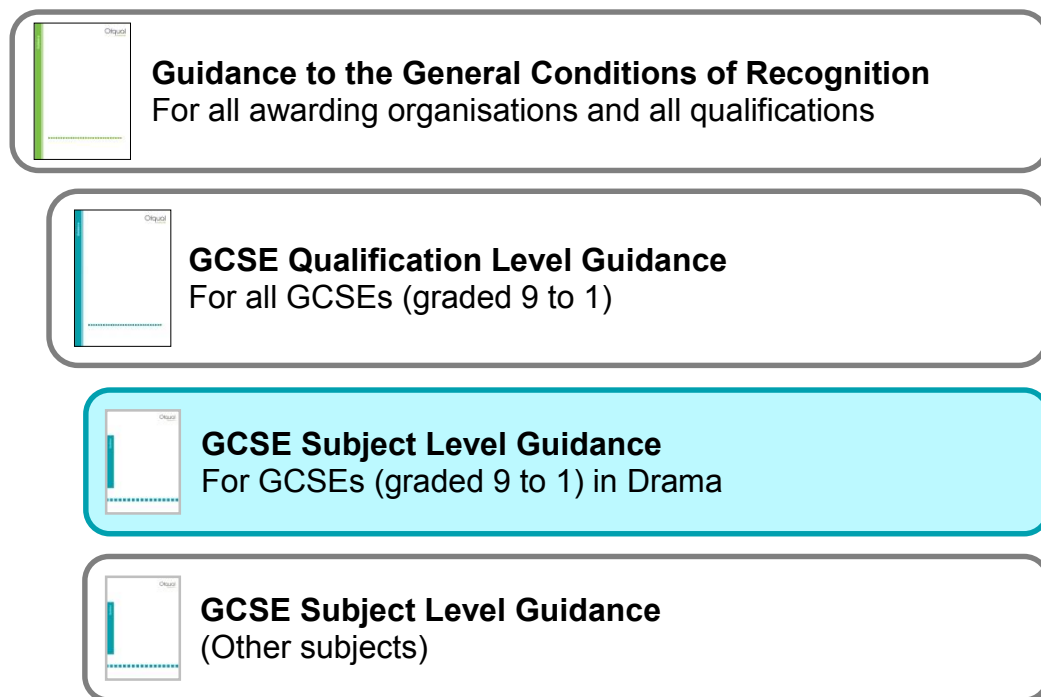 Ofqual
Guidance to the General Conditions of Recognition
For all awarding organisations and all qualifications
Ofqual
GCSE Qualification Level Guidance
For all GCSEs (graded 9 to 1)
Ofqual
GCSE Subject Level Guidance
For GCSEs (graded 9 to 1) in Drama
Ofqual
GCSE Subject Level Guidance
(Other subjects)